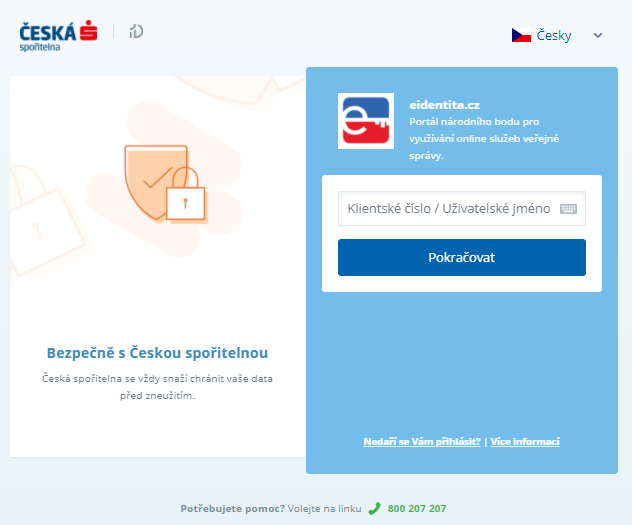 ČESKÁ
spořitelna
iD
Česky
eidentita.cz
Portál národního bodu pro
využívání online služeb veřejné
správy.
Klientské číslo / Uživatelské jméno
Pokračovat
Bezpečně s Českou spořitelnou
Česká spořitelna se vždy snaží chránit vaše data
před zneužitím.
Nedaří se Vám přihlásit? | Více informací
Potřebujete pomoc? Volejte na linku 800 207 207